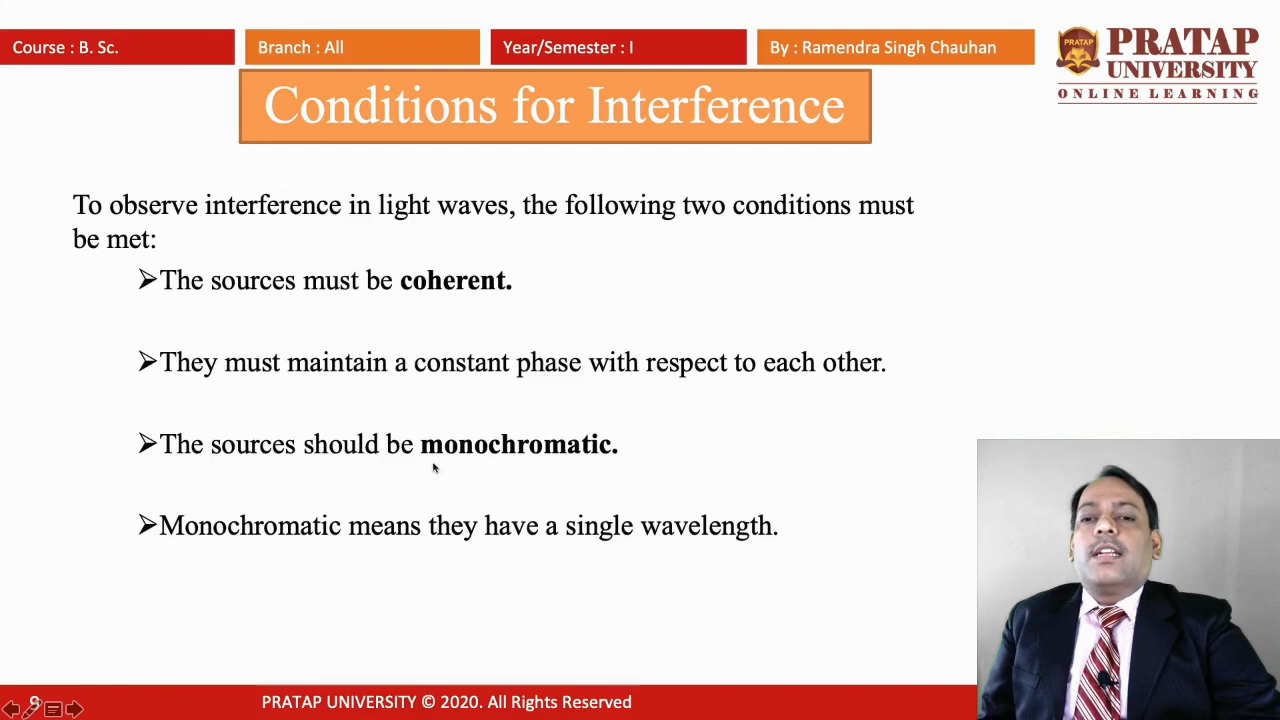 Course : B. Sc.
Branch : All
Year/Semester : I
By : Ramendra Singh Chauhan
PRATAP
PRATAP
UNIVERSITY
ONLINE LEARNING
Conditions for Interference
To observe interference in light waves, the following two conditions must
be met:
➢The sources must be coherent.
➢They must maintain a constant phase with respect to each other.
➢The sources should be monochromatic.
➢Monochromatic means they have a single wavelength.
PRATAP UNIVERSITY © 2020. All Rights Reserved